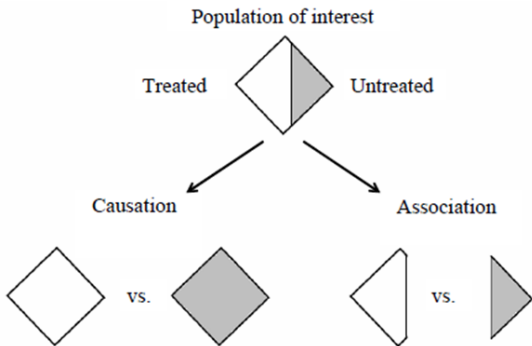 Population of interest
Treated
Untreated
Causation
Association
vs.
vs.